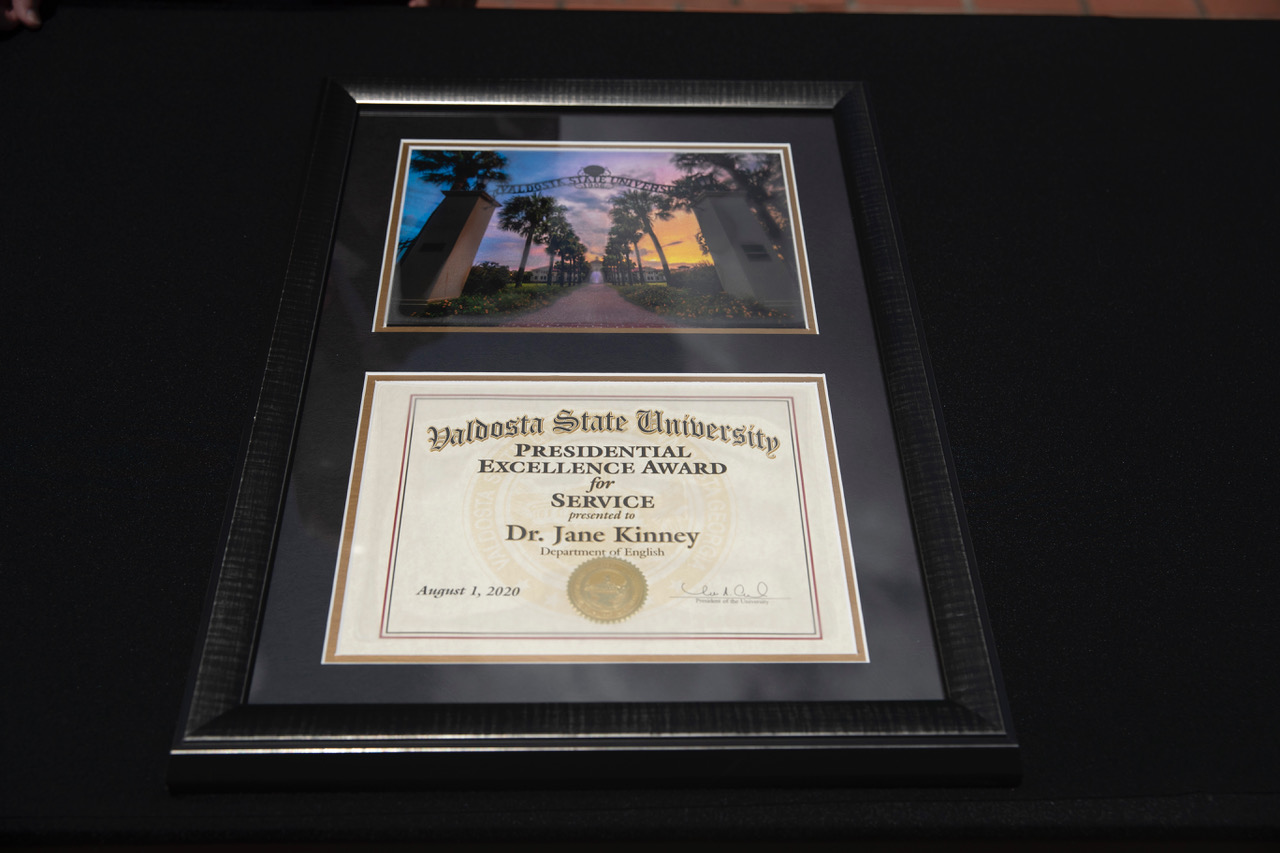 VALDOSTA STATE UNIVERSITY
Valdosta State University
PRESIDENTIAL
EXCELLENCE AWARD
for
SERVICE
presented to
Dr. Jane Kinney
Department of English
August 1, 2020
President of the University